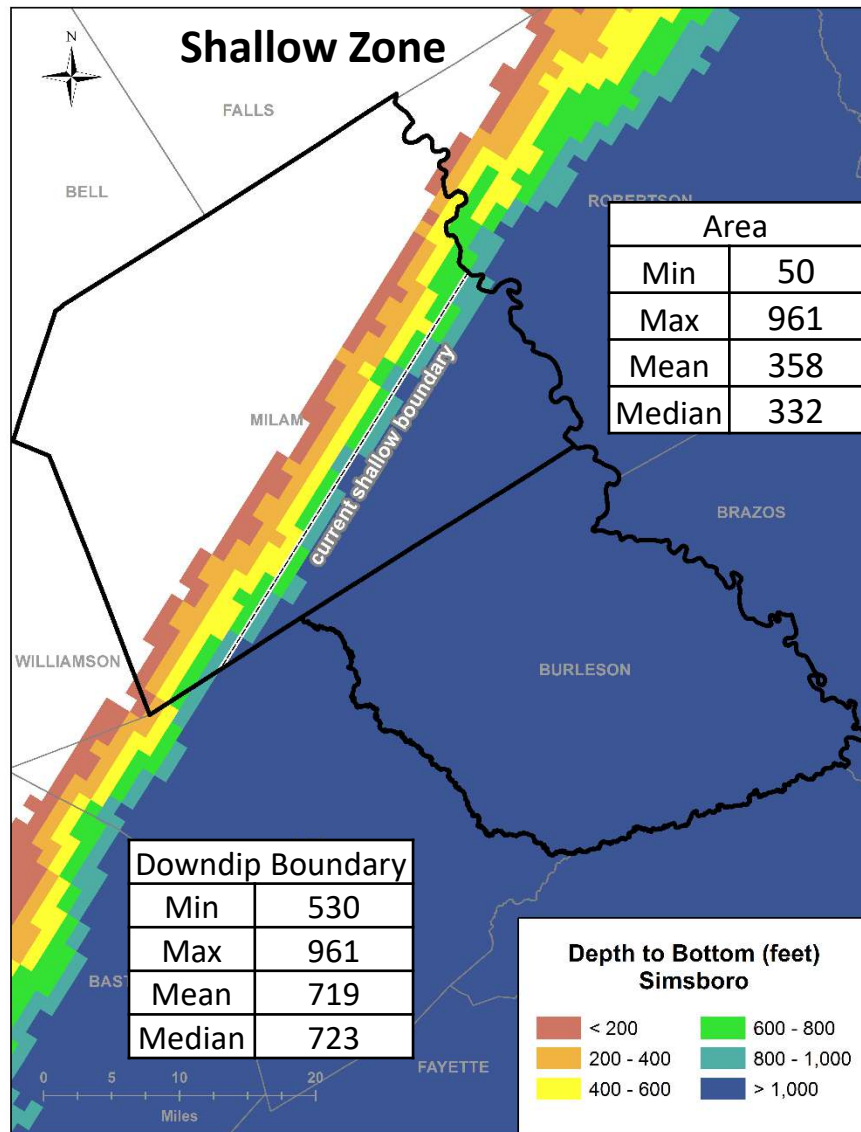 Shallow Zone
N
FALLS
BELL
ROBERTSON
Area
Min 50
Max 961
Mean 358
Median 332
MILAM
current shallow boundary
BRAZOS
WILLIAMSON
BURLESON
Downdip Boundary
Min 530
Max 961
Mean 719
Median 723
BAST
FAYETTE
0 5 10 20
Miles
Depth to Bottom (feet)
Simsboro
< 200
200 - 400
400 - 600
600 - 800
800 - 1,000
> 1,000